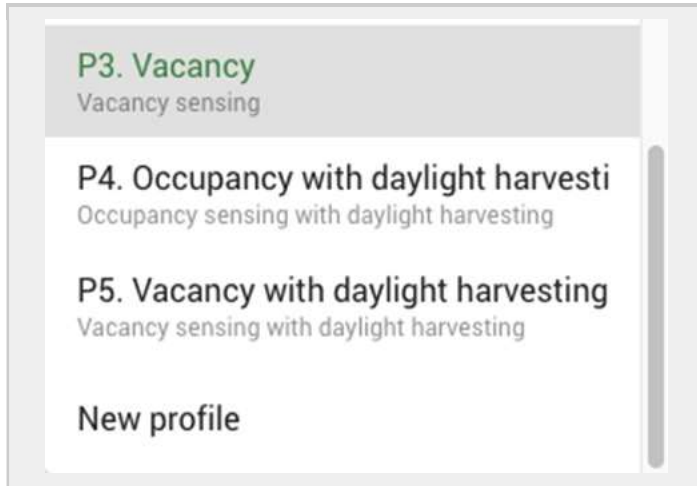 P3. Vacancy
Vacancy sensing
P4. Occupancy with daylight harvesti
Occupancy sensing with daylight harvesting
P5. Vacancy with daylight harvesting
Vacancy sensing with daylight harvesting
New profile